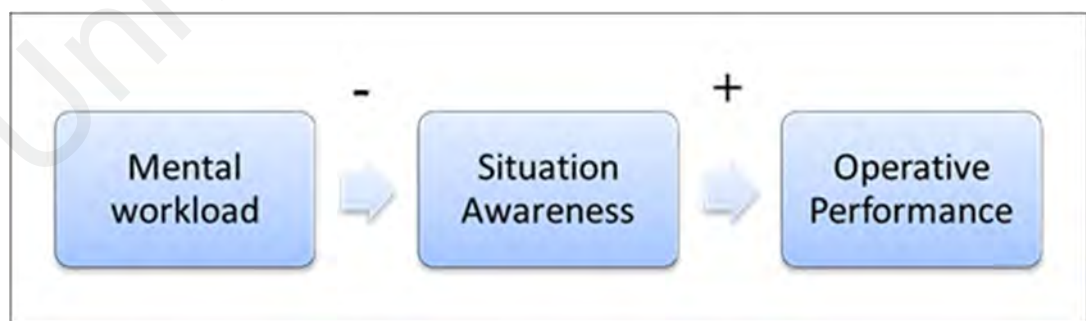 -
+
Mental
workload
Situation
Awareness
Operative
Performance